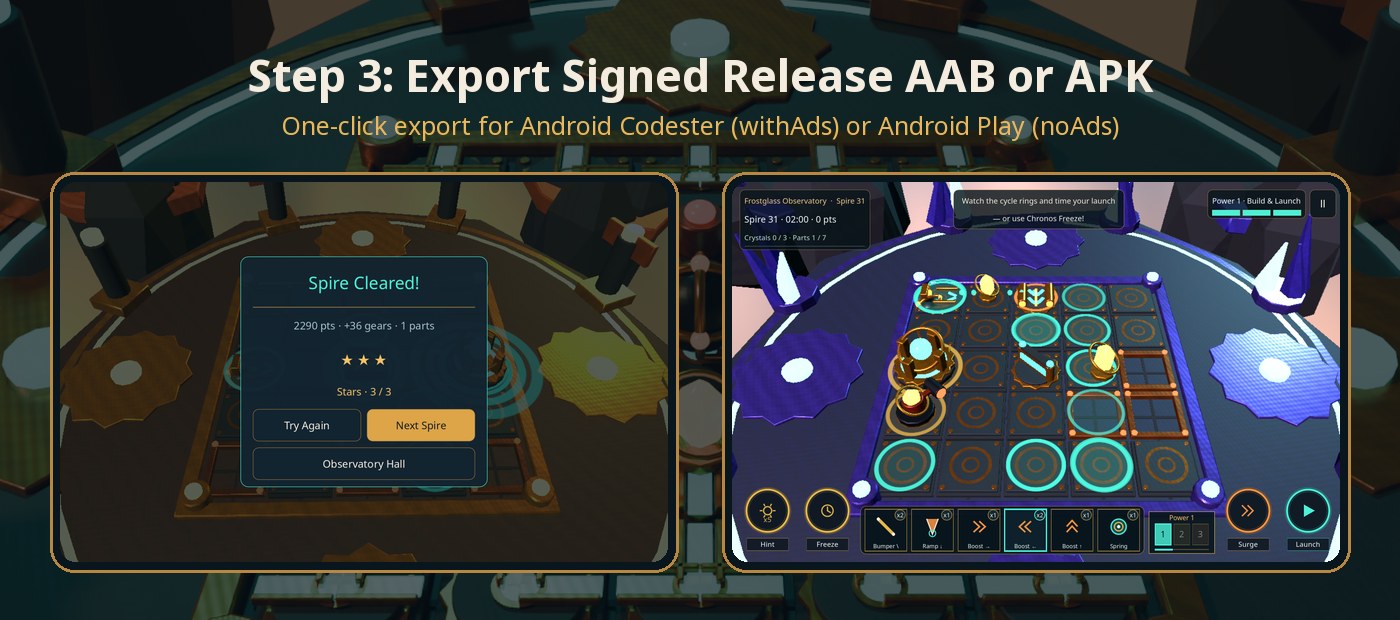 Step 3: Export Signed Release AAB or APK
One-click export for Android Codester (withAds) or Android Play (noAds)
Spire Cleared!
2290 pts · +36 gears · 1 parts
★ ★ ★
Stars · 3 / 3
Try Again
Next Spire
Observatory Hall
Frostglass Observatory · Spire 31
Spire 31 · 02:00 · 0 pts
Crystals 0 / 3 · Parts 1 / 7
Watch the cycle rings and time your launch
— or use Chronos Freeze!
Power 1 · Build & Launch
x5
Hint
Freeze
x2
Bumper \
x1
Ramp ↓
x1
Boost →
x2
Boost ←
x1
Boost ↑
x1
Spring
Power 1
1 2 3
Surge
Launch